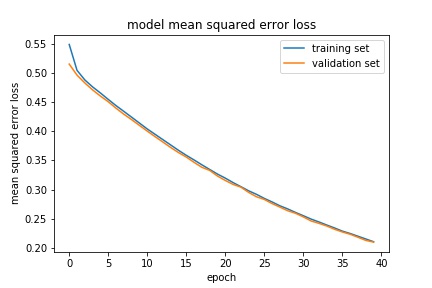 model mean squared error loss
training set
validation set
0.55
0.50
0.45
0.40
0.35
0.30
0.25
0.20
mean squared error loss
0 5 10 15 20 25 30 35 40
epoch